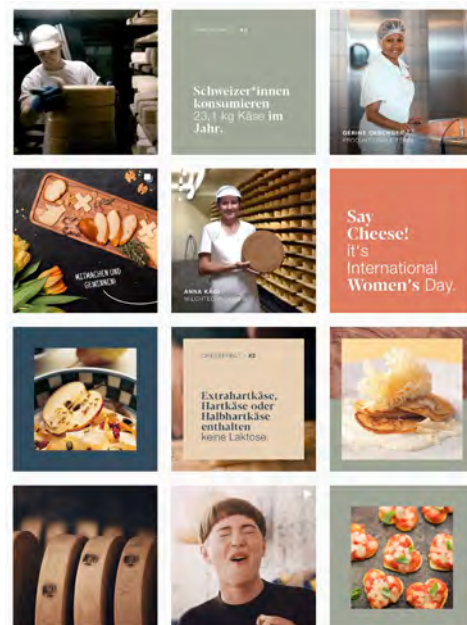 Schweizer*innen
konsumieren
23,1 kg Käse im
Jahr.
MITMACHEN UND
GEWINNEN!
Say
Cheese!
it's
International
Women's Day.
Extrahartkäse,
Hartkäse oder
Halbhartkäse
enthalten
keine Laktose.